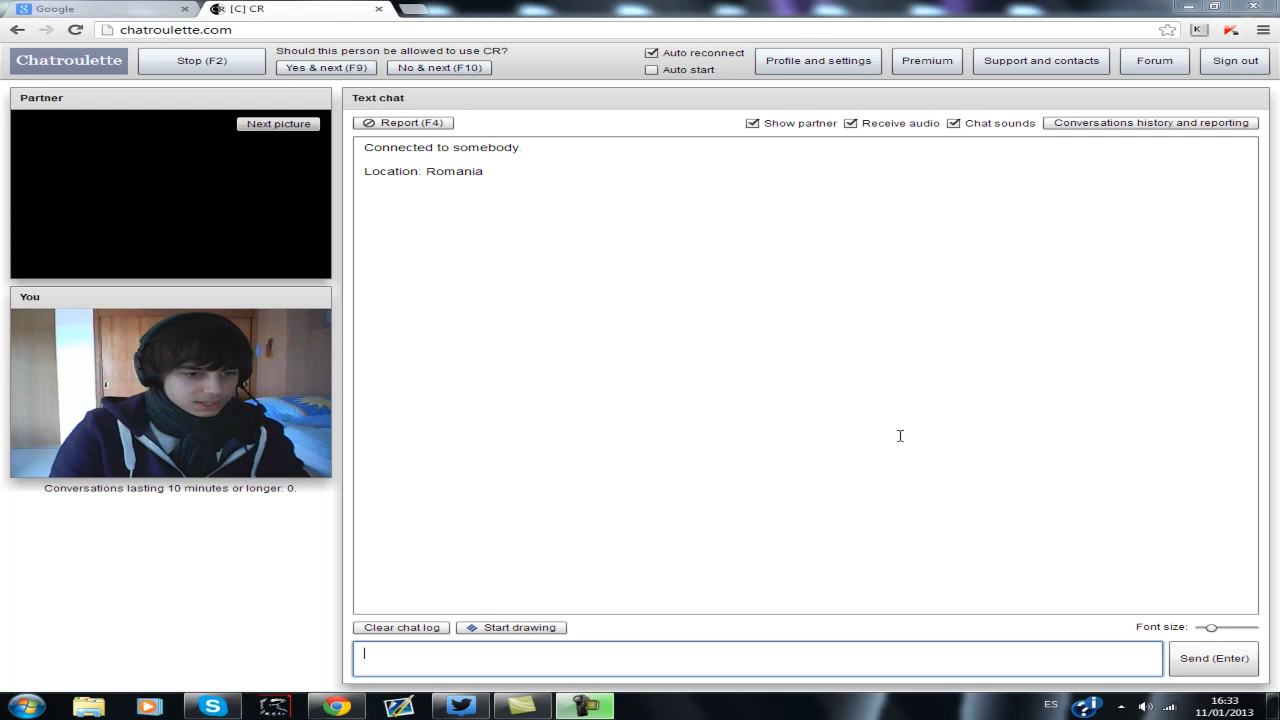 Google
[C] CR
chatroulette.com
Chatroulette
Stop (F2)
Should this person be allowed to use CR?
Yes & next (F9)
No & next (F10)
Auto reconnect
Auto start
Profile and settings
Premium
Support and contacts
Forum
Sign out
Partner
Next picture
Text chat
Report (F4)
Show partner
Receive audio
Chat sounds
Conversations history and reporting
Connected to somebody.
Location: Romania
You
Conversations lasting 10 minutes or longer: 0.
Clear chat log
Start drawing
Font size:
Send (Enter)
ES
16:33
11/01/2013